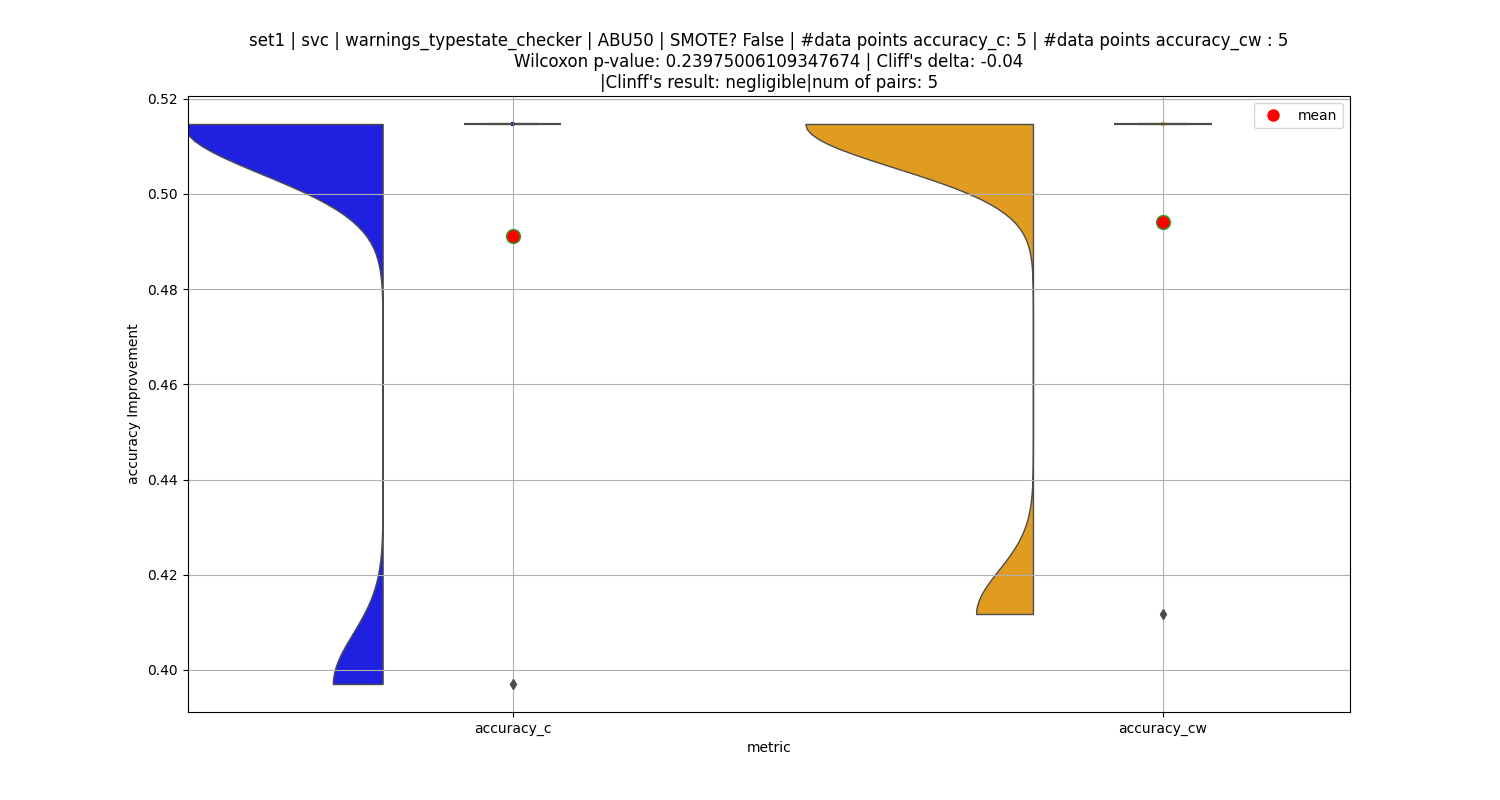 set1 | svc | warnings_typestate_checker | ABU50 | SMOTE? False | #data points accuracy_c: 5 | #data points accuracy_cw : 5
Wilcoxon p-value: 0.23975006109347674 | Cliff's delta: -0.04
|Clinff's result: negligible|num of pairs: 5
mean
0.52
0.50
0.48
0.46
0.44
0.42
0.40
accuracy Improvement
accuracy_c
accuracy_cw
metric